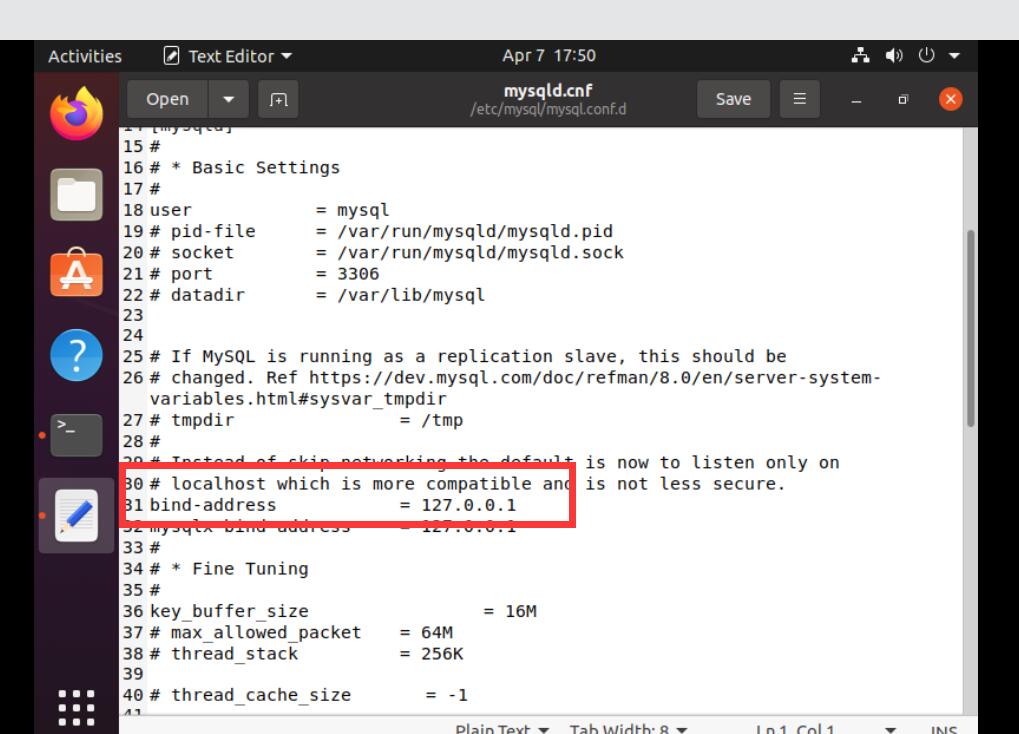 Activities Text Editor Apr 7 17:50
Open mysqld.cnf Save
/etc/mysql/mysql.conf.d
14 [mysqld]
15 #
16 # * Basic Settings
17 #
18 user = mysql
19 # pid-file = /var/run/mysqld/mysqld.pid
20 # socket = /var/run/mysqld/mysqld.sock
21 # port = 3306
22 # datadir = /var/lib/mysql
23
24
25 # If MySQL is running as a replication slave, this should be
26 # changed. Ref https://dev.mysql.com/doc/refman/8.0/en/server-system-
variables.html#sysvar_tmpdir
27 # tmpdir = /tmp
28 #
29 # Instead of skip-networking the default is now to listen only on
30 # localhost which is more compatible and is not less secure.
31 bind-address = 127.0.0.1
32 mysqlx-bind-address = 127.0.0.1
33 #
34 # * Fine Tuning
35 #
36 key_buffer_size = 16M
37 # max_allowed_packet = 64M
38 # thread_stack = 256K
39
40 # thread_cache_size = -1
41
Plain Text Tab Width: 8 Ln 1, Col 1 INS